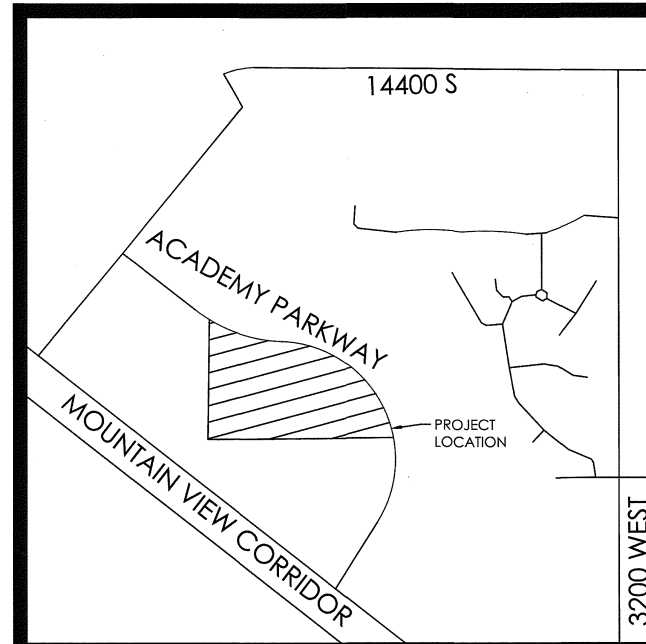 14400 S
ACADEMY PARKWAY
PROJECT
LOCATION
MOUNTAIN VIEW CORRIDOR
3200 WEST